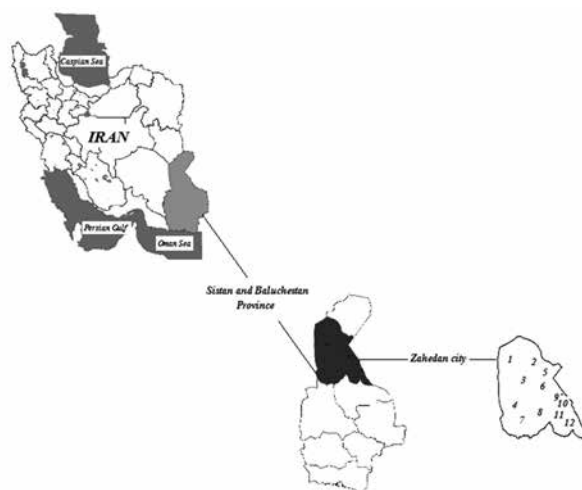 Caspian Sea
IRAN
Persian Gulf
Oman Sea
Sistan and Baluchestan
Province
Zahedan city
1
2
5
3
6
9
10
4
8
11
7
12